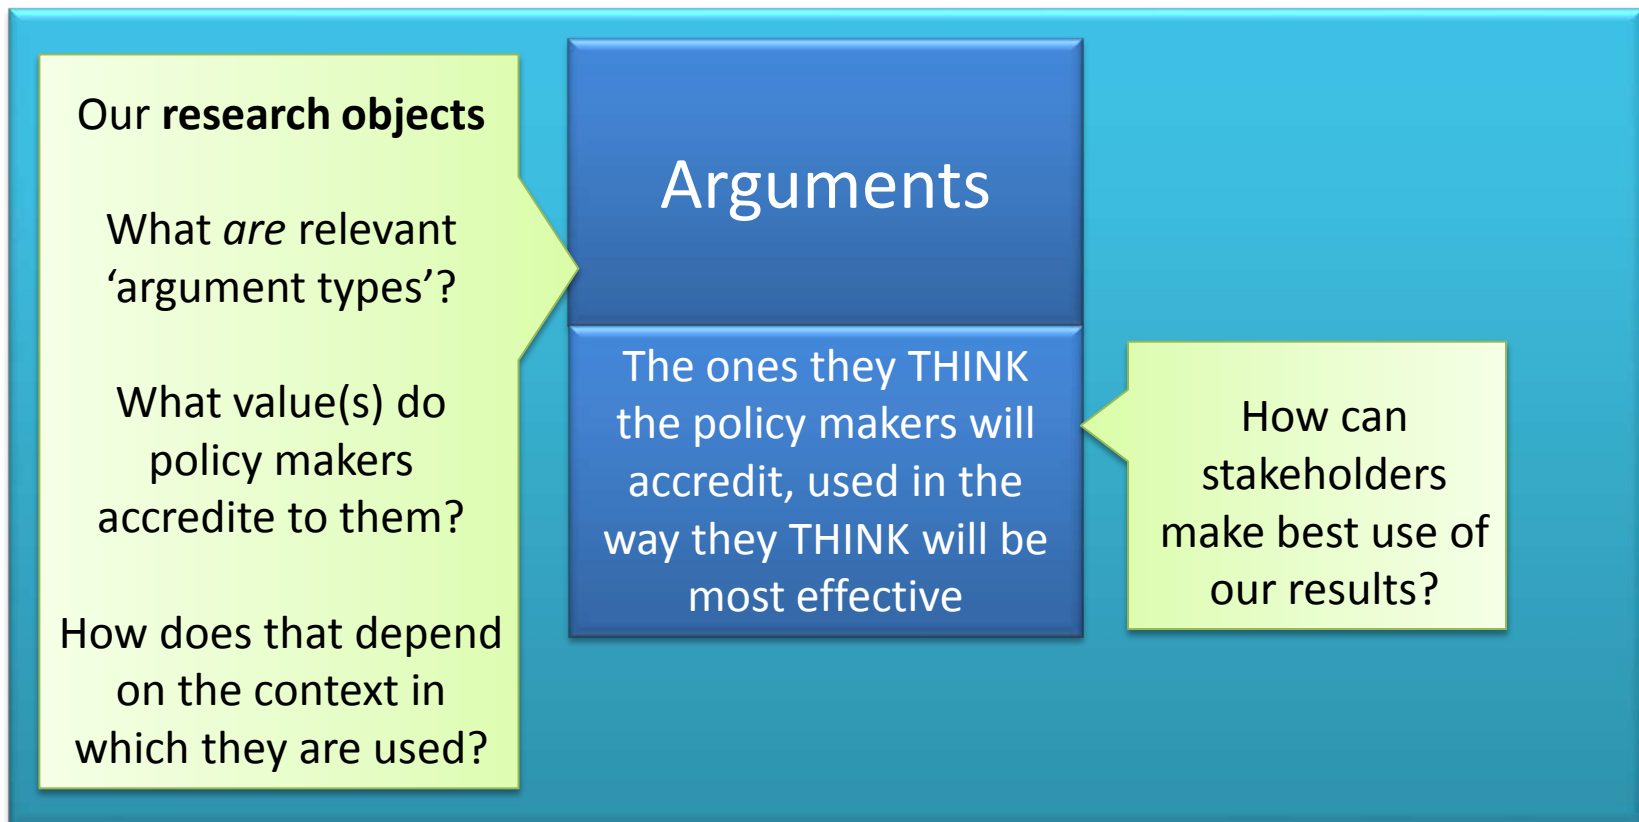 Our research objects
What are relevant
‘argument types’?
What value(s) do
policy makers
accredite to them?
How does that depend
on the context in
which they are used?
Arguments
The ones they THINK
the policy makers will
accredit, used in the
way they THINK will be
most effective
How can
stakeholders
make best use of
our results?